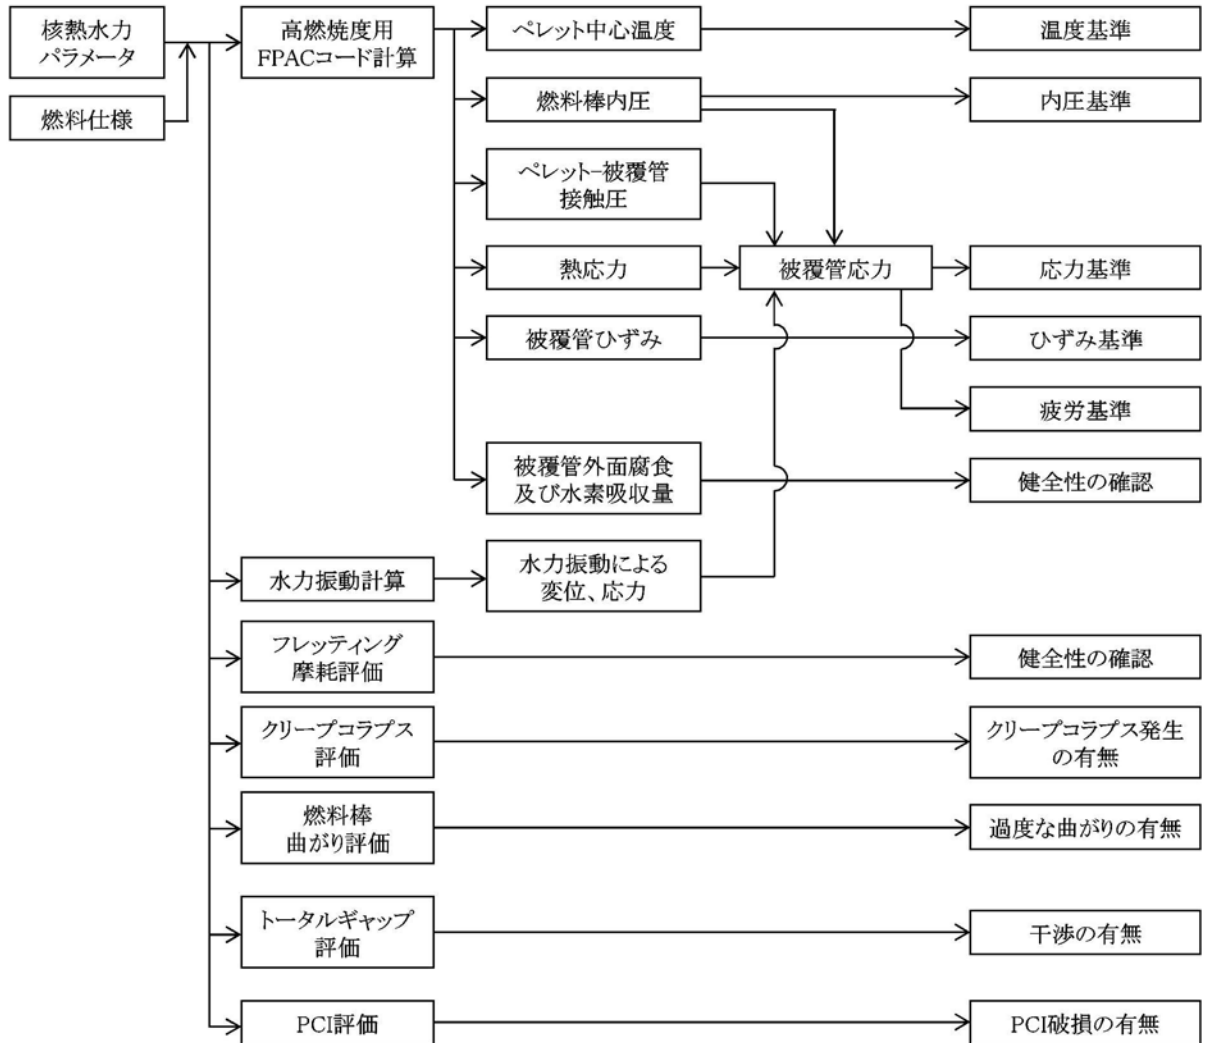 核熱水力
パラメータ
燃料仕様
高燃焼度用
FPACコード計算
ペレット中心温度
温度基準
燃料棒内圧
内圧基準
ペレット-被覆管
接触圧
熱応力
被覆管応力
応力基準
被覆管ひずみ
ひずみ基準
疲労基準
被覆管外面腐食
及び水素吸収量
健全性の確認
水力振動計算
水力振動による
変位、応力
フレッティング
摩耗評価
健全性の確認
クリープコラプス
評価
クリープコラプス発生
の有無
燃料棒
曲がり評価
過度な曲がりの有無
トータルギャップ
評価
干渉の有無
PCI評価
PCI破損の有無